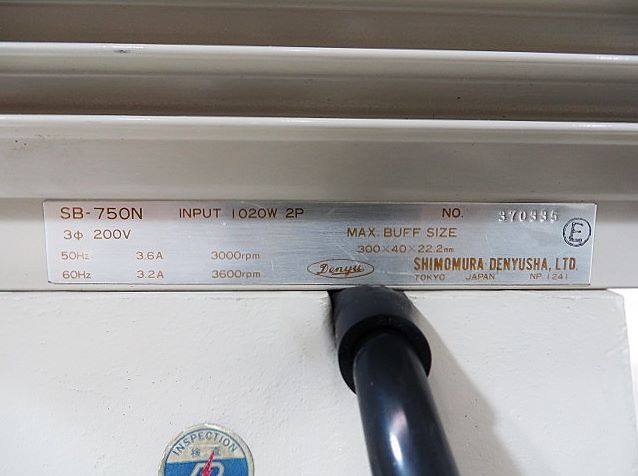 SB-750N INPUT 1020W 2P NO. 370335
3φ 200V MAX. BUFF SIZE
300×40×22.2mm
50Hz 3.6A 3000rpm
60Hz 3.2A 3600rpm
Denyu
SHIMOMURA DENYUSHA, LTD.
TOKYO JAPAN NP 1241
E
INSPECTION